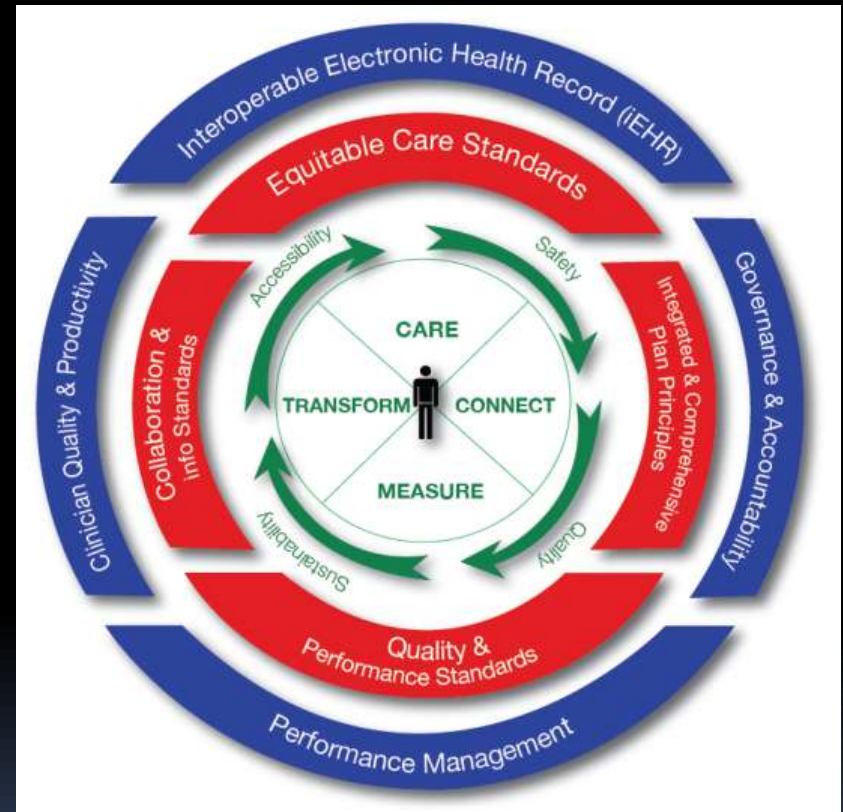 Interoperable Electronic Health Record (iEHR)
Equitable Care Standards
Accessibility
Safety
Clinician Quality & Productivity
Collaboration &
into Standards
CARE
TRANSFORM
CONNECT
MEASURE
Integrated & Comprehensive
Plan Principles
Governance & Accountability
Sustainability
Quality
Quality &
Performance Standards
Performance Management